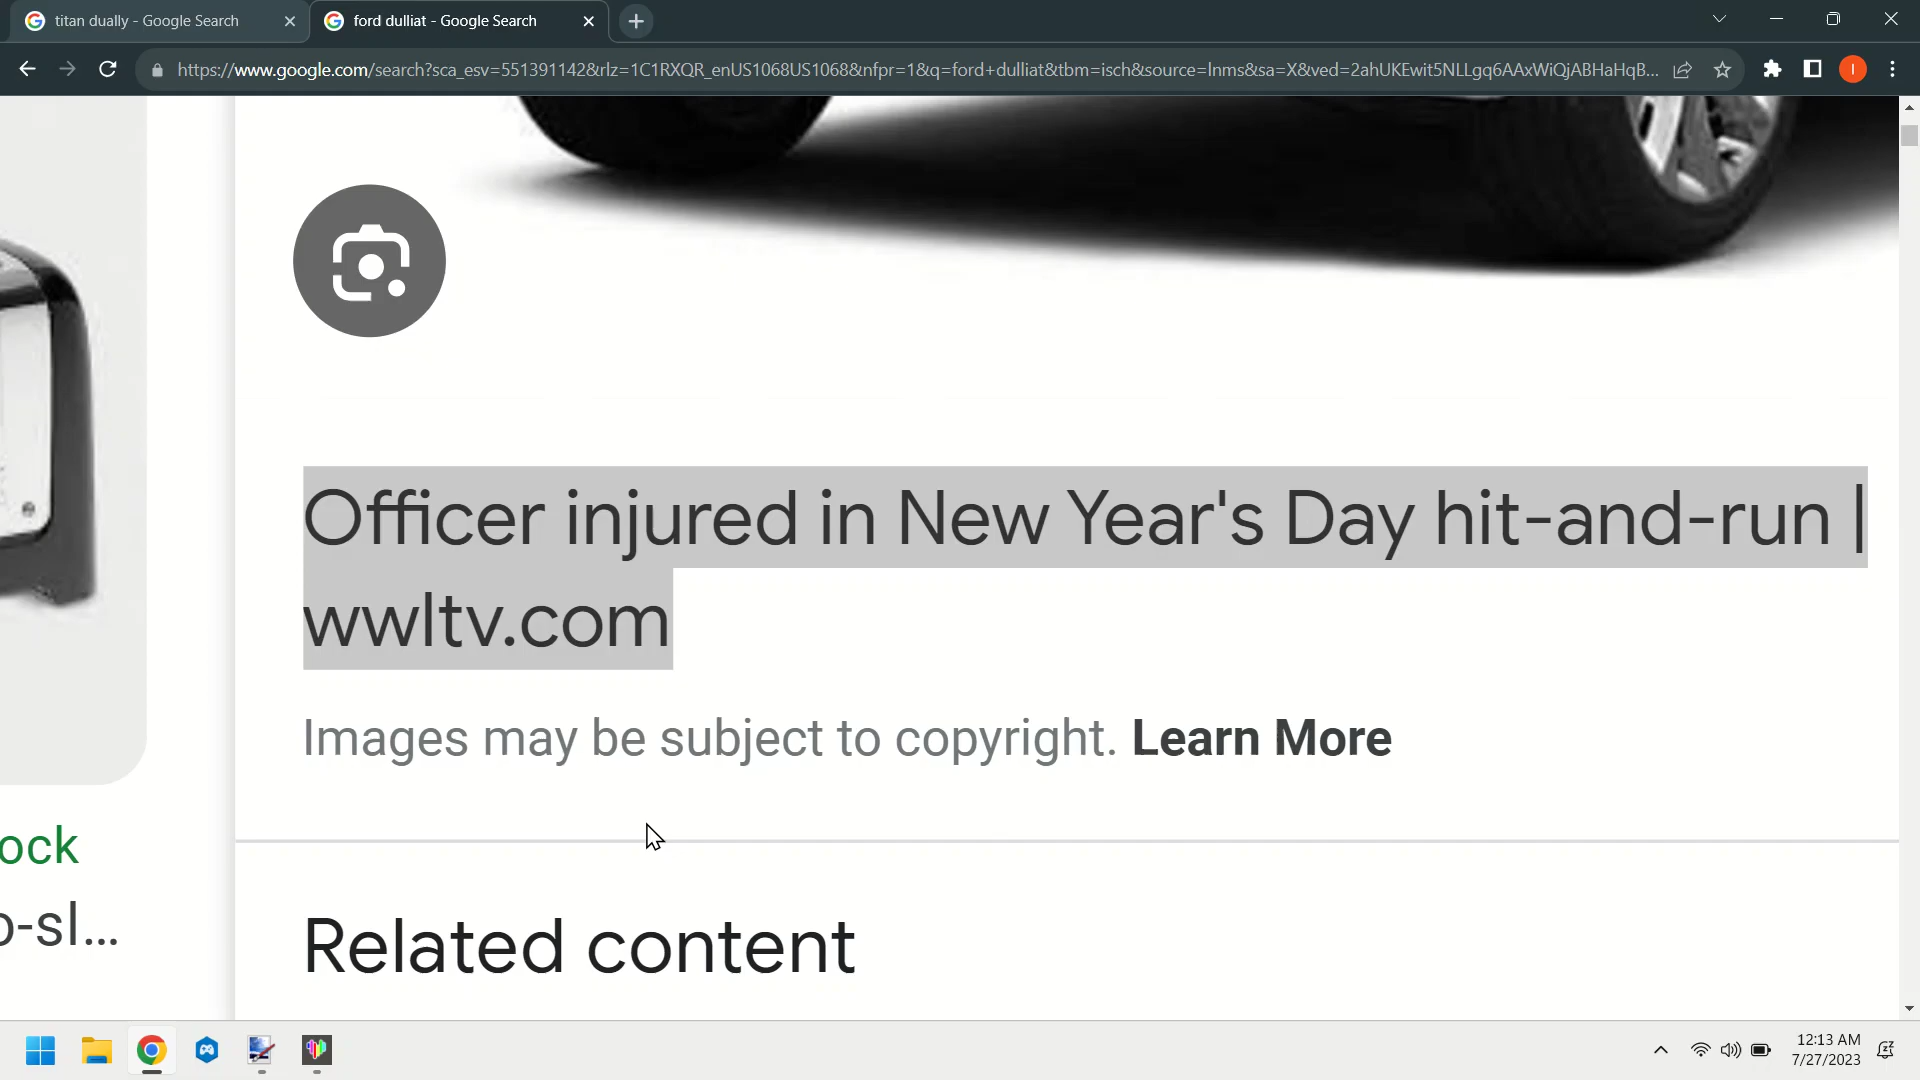 titan dually - Google Search
ford dulliat - Google Search
https://www.google.com/search?sca_esv=551391142&rlz=1C1RXQR_enUS1068US1068&nfpr=1&q=ford+dulliat&tbm=isch&source=lnms&sa=X&ved=2ahUKEwit5NLLgq6AAxWiQjABHaHqB...
I
Officer injured in New Year's Day hit-and-run |
wwltv.com
Images may be subject to copyright. Learn More
ock
o-sl...
Related content
12:13 AM
7/27/2023